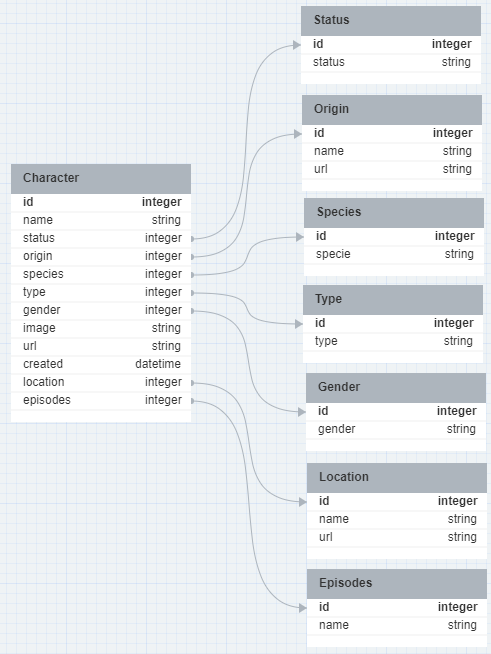 Character
id integer
name string
status integer
origin integer
species integer
type integer
gender integer
image string
url string
created datetime
location integer
episodes integer
Status
id integer
status string
Origin
id integer
name string
url string
Species
id integer
specie string
Type
id integer
type string
Gender
id integer
gender string
Location
id integer
name string
url string
Episodes
id integer
name string